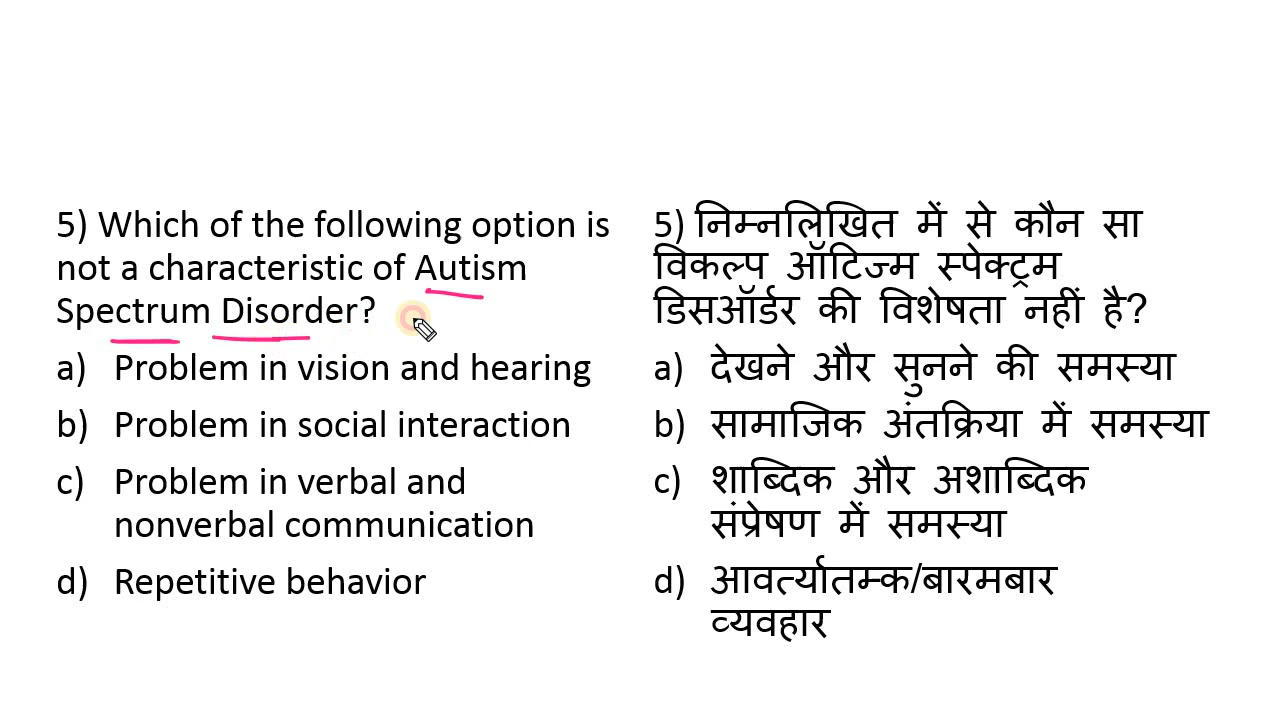 5) Which of the following option is
not a characteristic of Autism
Spectrum Disorder?
a) Problem in vision and hearing
b) Problem in social interaction
c) Problem in verbal and
nonverbal communication
d) Repetitive behavior
5) निम्नलिखित में से कौन सा
विकल्प ऑटिज्म स्पेक्ट्रम
डिसऑर्डर की विशेषता नहीं है?
a) देखने और सुनने की समस्या
b) सामाजिक अंतक्रिया में समस्या
c) शाब्दिक और अशाब्दिक
संप्रेषण में समस्या
d) आवर्त्यातम्क/बारमबार
व्यवहार